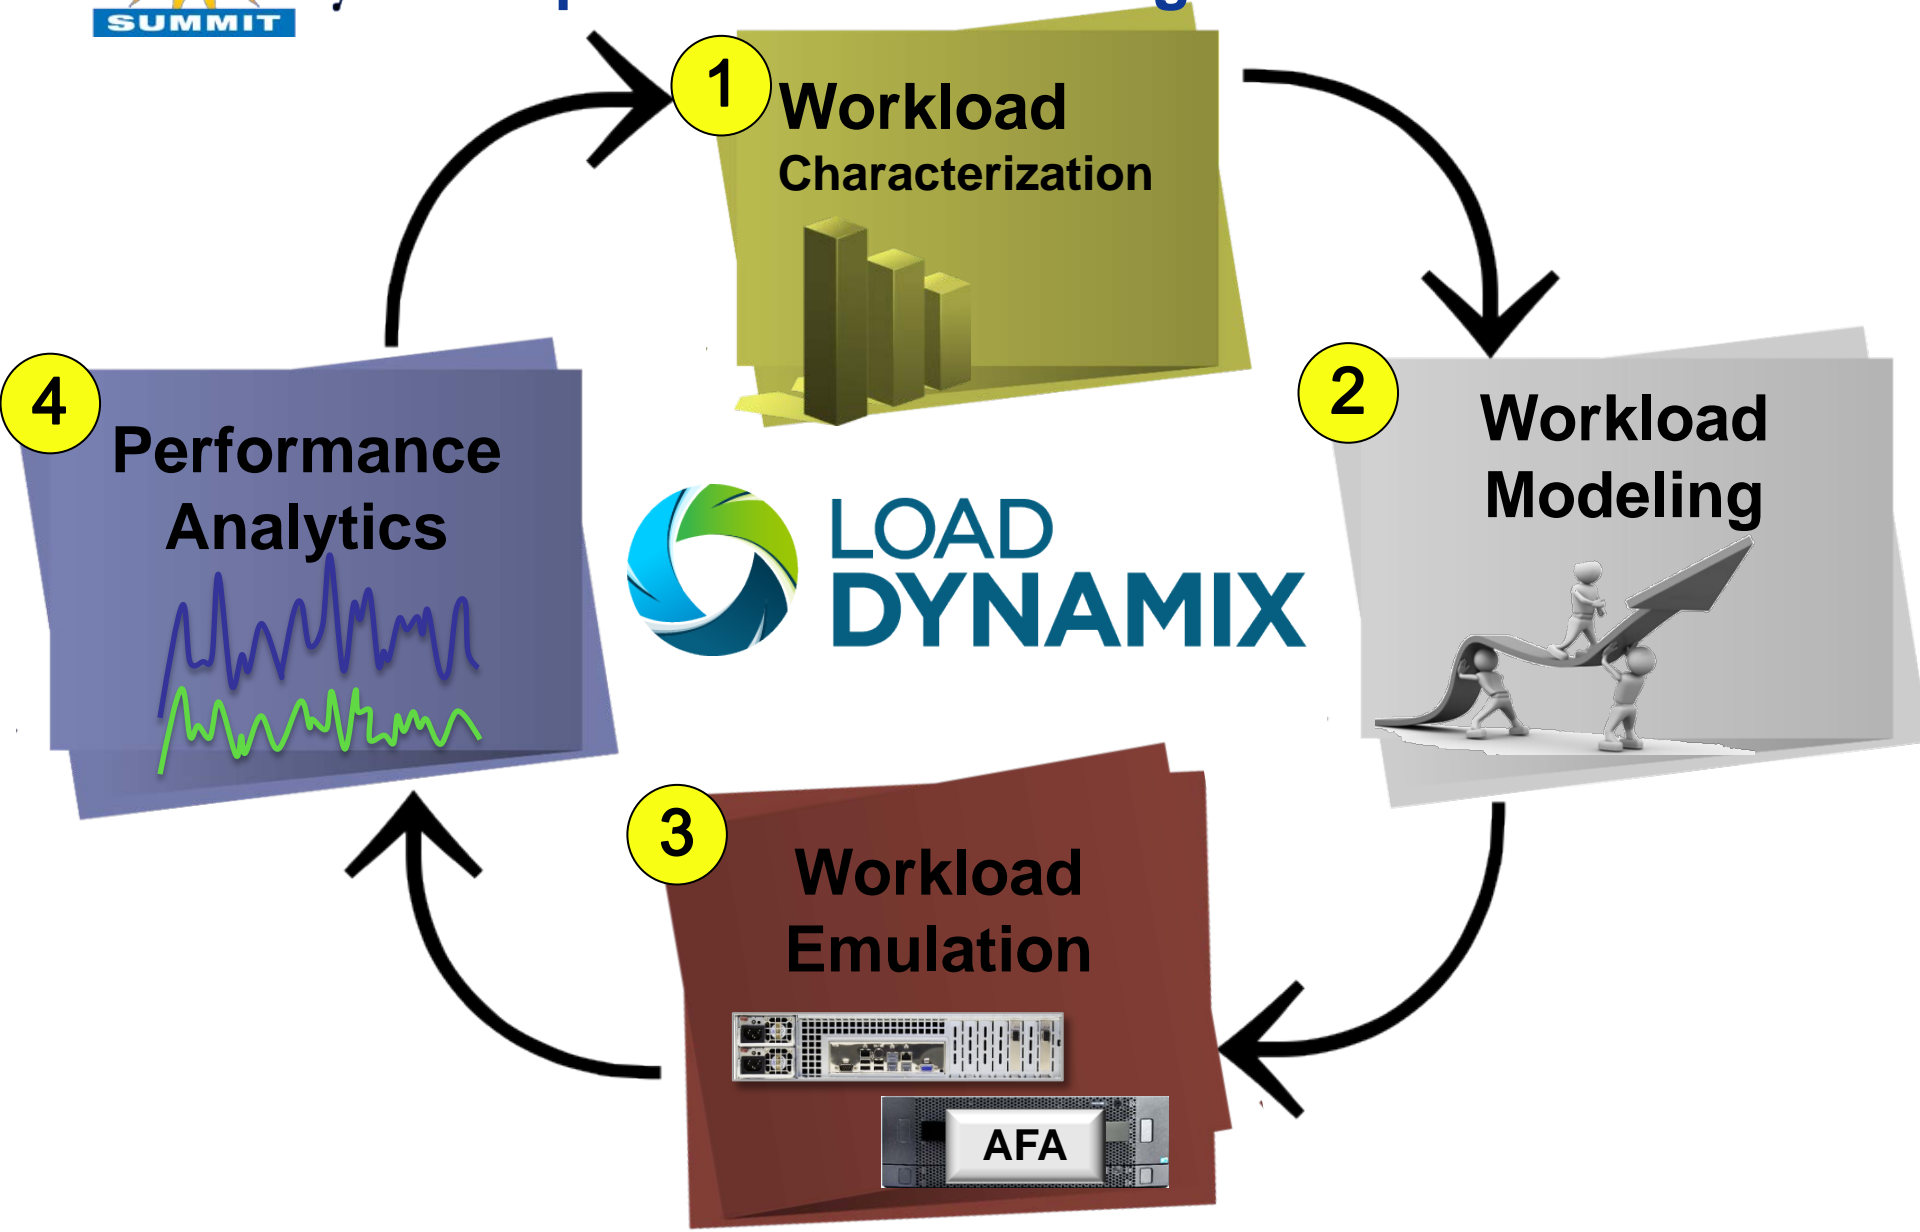 SUMMIT
1
Workload
Characterization
2
Workload
Modeling
3
Workload
Emulation
AFA
4
Performance
Analytics
LOAD
DYNAMIX